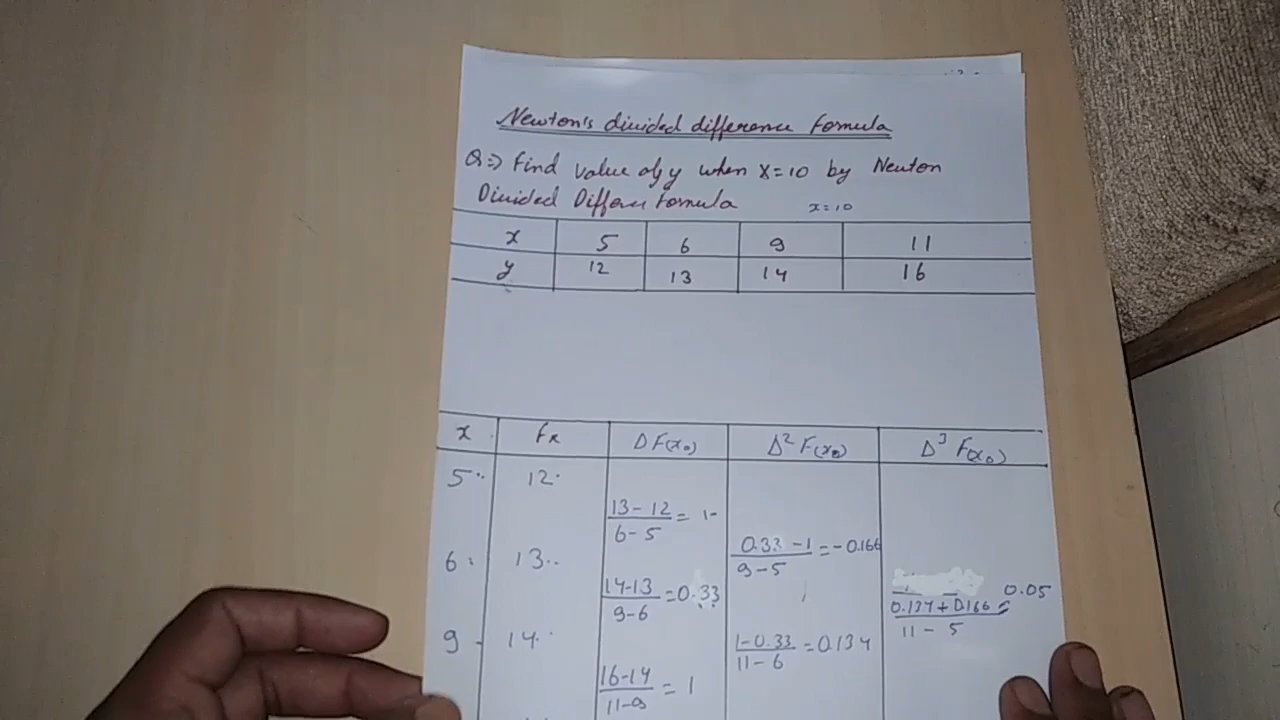 Newton's divided difference formula
Q⇒ Find value of y when x=10 by Newton
Divided Differnce Formula x=10
x 5 6 9 11
y 12 13 14 16
x Fx ΔF(x₀) Δ² F(x₀) Δ³ F(x₀)
5 12
13-12/6-5 = 1
0.33-1/9-5 = -0.166
6 13
14-13/9-6 = 0.33
0.134+0.166/11-5 = 0.05
9 14
1-0.33/11-6 = 0.134
16-14/11-9 = 1